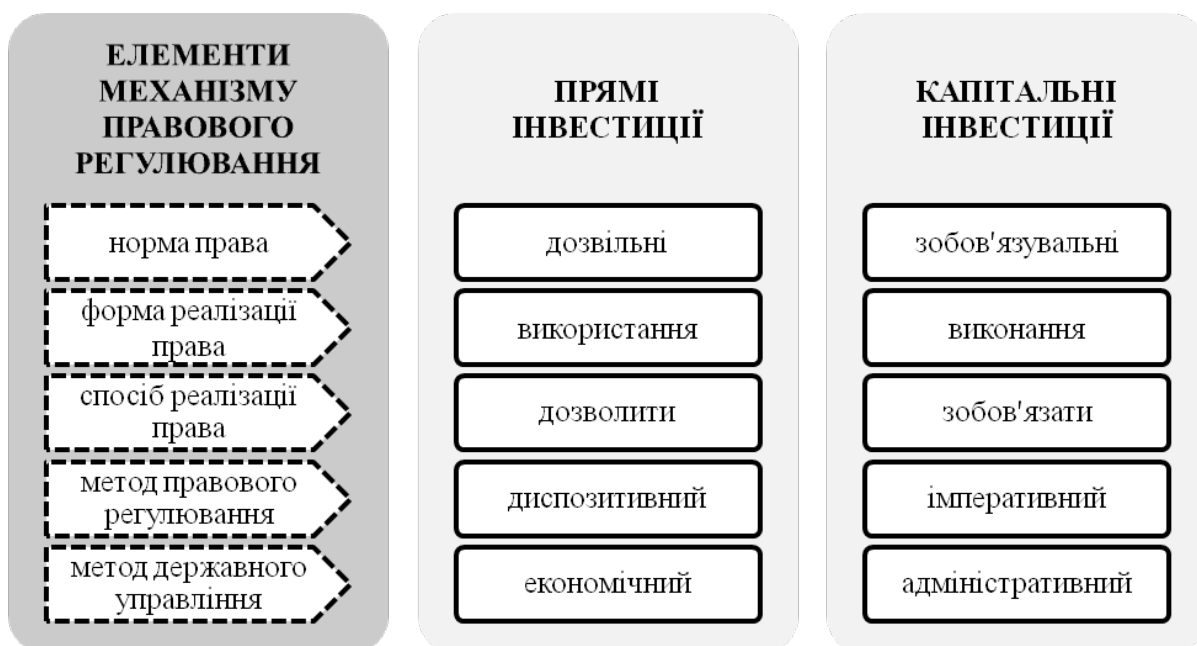 ЕЛЕМЕНТИ
МЕХАНІЗМУ
ПРАВОВОГО
РЕГУЛЮВАННЯ
норма права
форма реалізації
права
спосіб реалізації
права
метод правового
регулювання
метод державного
управління
ПРЯМІ
ІНВЕСТИЦІЇ
дозвільні
використання
дозволити
диспозитивний
економічний
КАПІТАЛЬНІ
ІНВЕСТИЦІЇ
зобов'язувальні
виконання
зобов'язати
імперативний
адміністративний